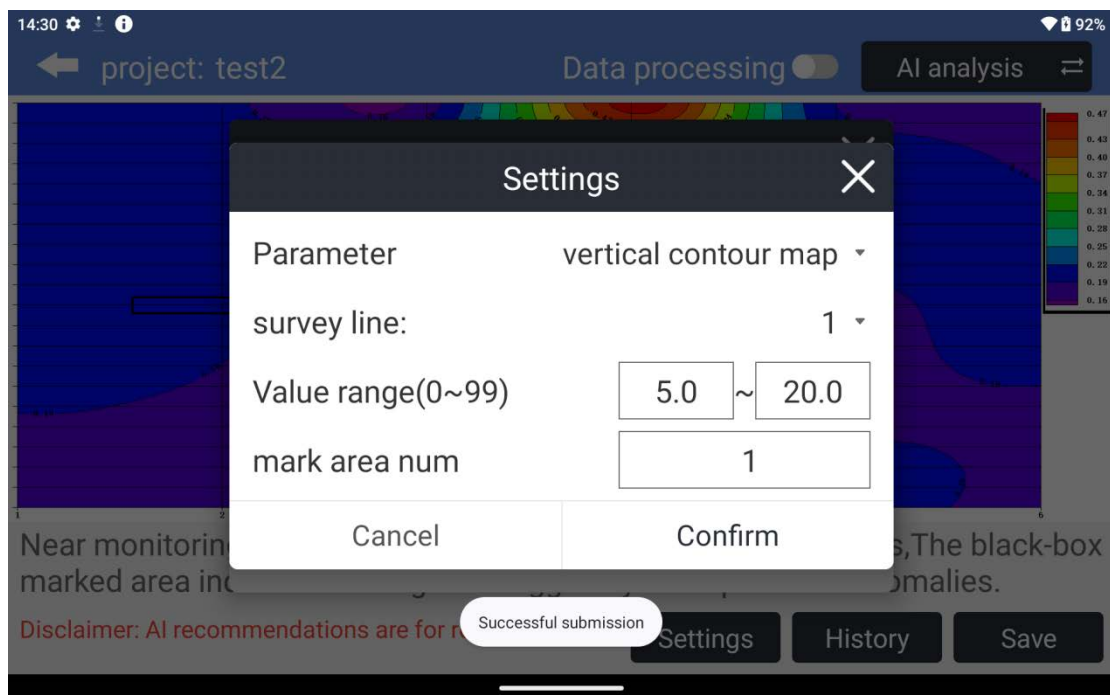 14:30 92%
project: test2 Data processing AI analysis
0.47
0.43
0.40
0.37
0.34
0.31
0.28
0.25
0.22
0.19
0.16
Settings
Parameter vertical contour map
survey line: 1
Value range(0~99) 5.0 ~ 20.0
mark area num 1
Cancel Confirm
1 2 6
Near s,The black-box
marked area
Disclaimer: AI recommendations are for
Successful submission
Settings History Save